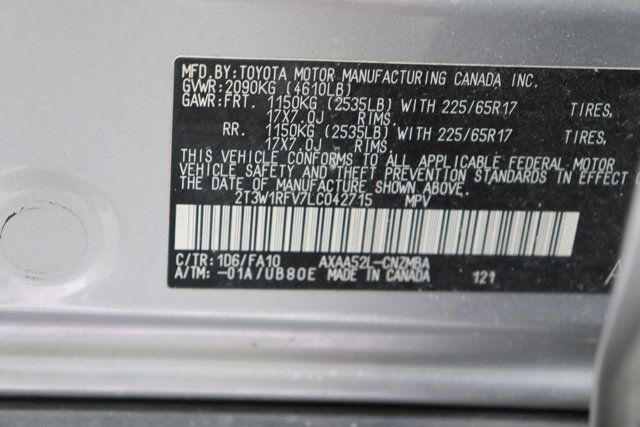 MFD. BY: TOYOTA MOTOR MANUFACTURING CANADA INC.
GVWR: 2090KG (4610LB)
GAWR: FRT. 1150KG (2535LB) WITH 225/65R17 TIRES,
17X7.0J RIMS.
RR. 1150KG (2535LB) WITH 225/65R17 TIRES,
17X7.0J RIMS.
THIS VEHICLE CONFORMS TO ALL APPLICABLE FEDERAL MOTOR
VEHICLE SAFETY AND THEFT PREVENTION STANDARDS IN EFFECT
THE DATE OF MANUFACTURE SHOWN ABOVE.
2T3W1RFV7LC042715 MPV
C/TR: 1D6/FA10 AXAA52L-CNZMBA
A/TM: -01A/UB80E MADE IN CANADA 121